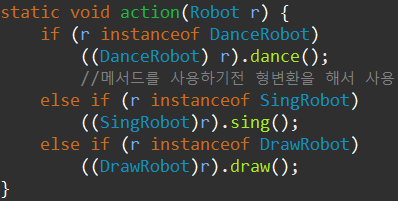 static void action(Robot r) {
    if (r instanceof DanceRobot)
        ((DanceRobot) r).dance();
        //메서드를 사용하기전 형변환을 해서 사용
    else if (r instanceof SingRobot)
        ((SingRobot)r).sing();
    else if (r instanceof DrawRobot)
        ((DrawRobot)r).draw();
}